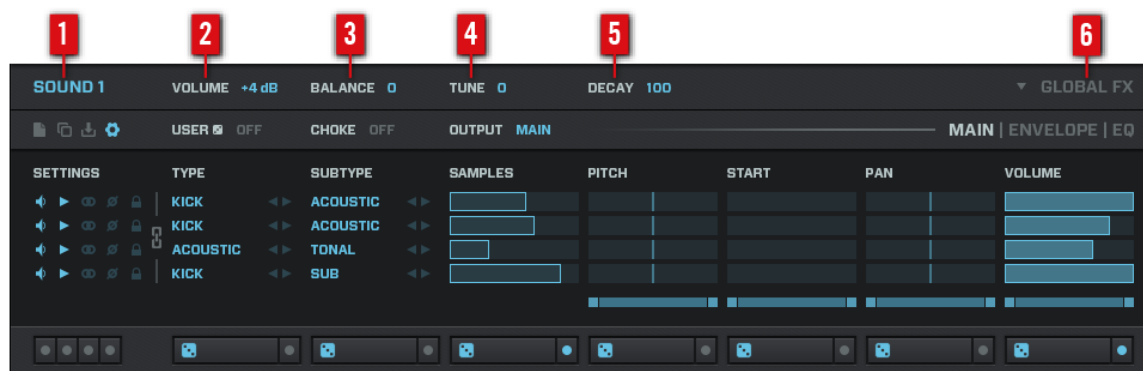 1 2 3 4 5 6
SOUND 1 VOLUME +4 dB BALANCE 0 TUNE 0 DECAY 100 GLOBAL FX
USER OFF CHOKE OFF OUTPUT MAIN MAIN | ENVELOPE | EQ
SETTINGS TYPE SUBTYPE SAMPLES PITCH START PAN VOLUME
KICK ACOUSTIC
KICK ACOUSTIC
ACOUSTIC TONAL
KICK SUB